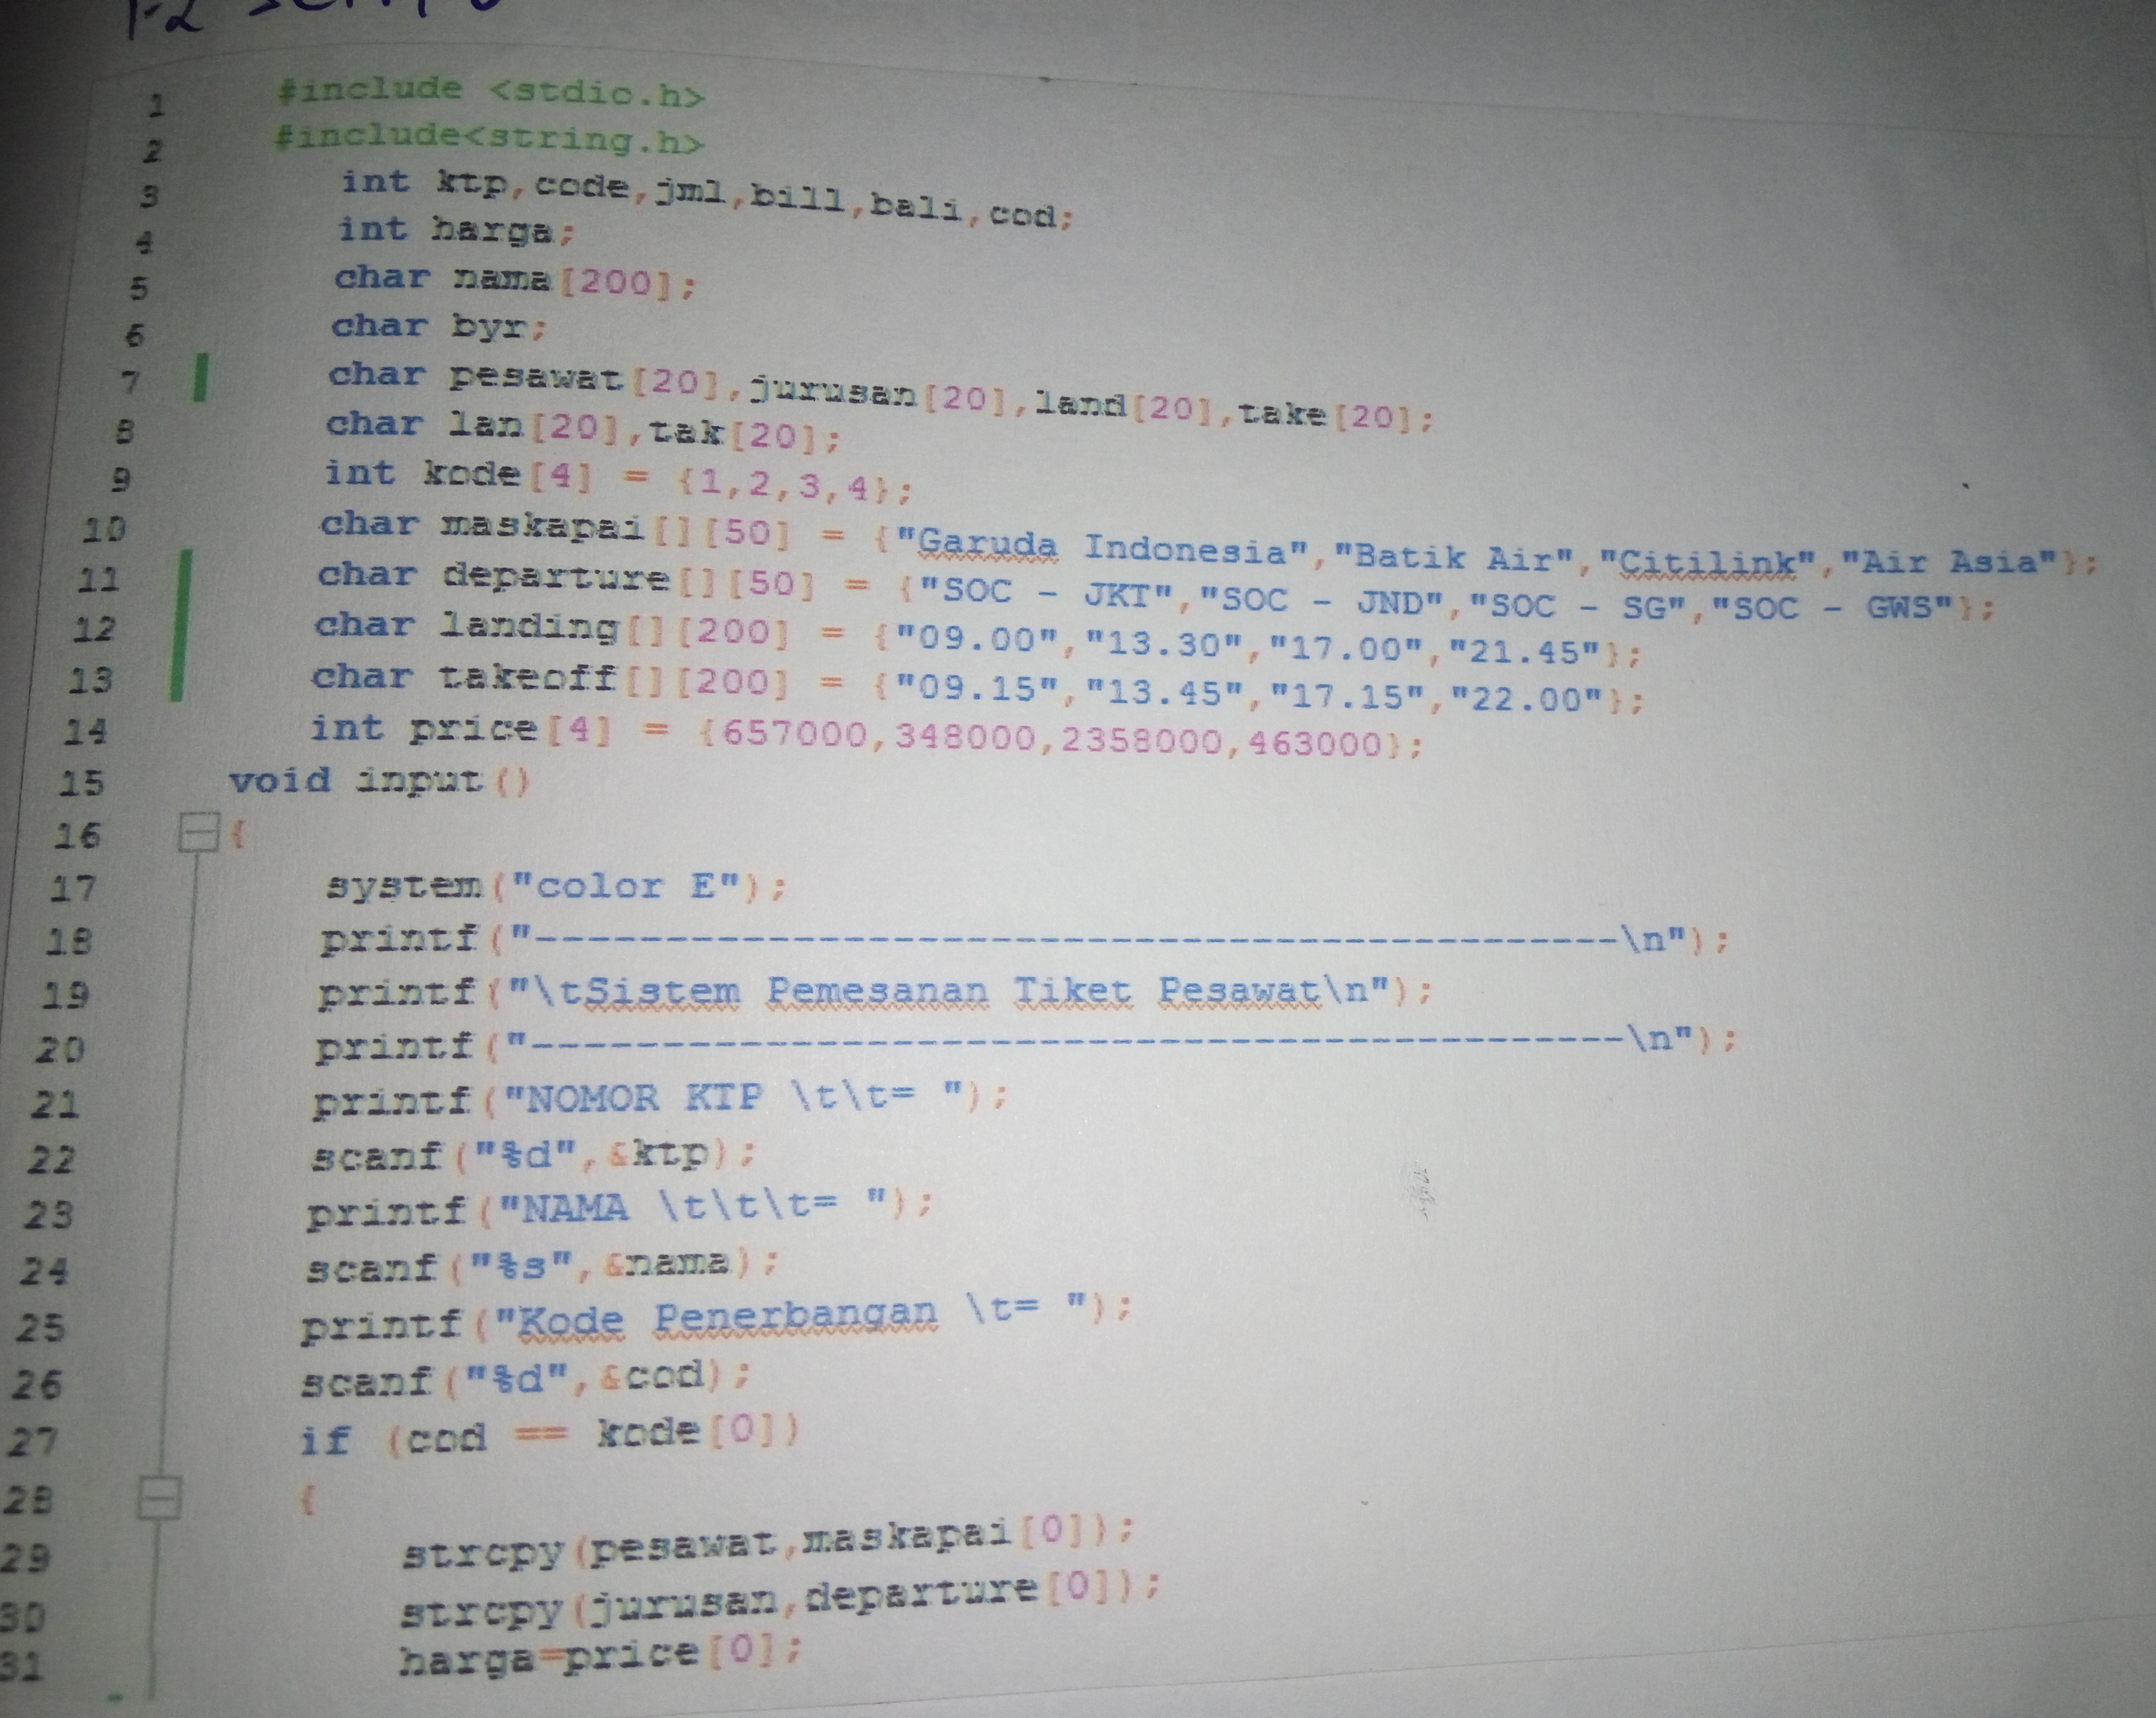 1 #include <stdio.h>
2 #include<string.h>
3 int ktp,code,jml,bill,bali,cod;
4 int harga;
5 char nama[200];
6 char byr;
7 char pesawat[20],jurusan[20],land[20],take[20];
8 char lan[20],tak[20];
9 int kode[4] = {1,2,3,4};
10 char maskapai[][50] = {"Garuda Indonesia","Batik Air","Citilink","Air Asia"};
11 char departure[][50] = {"SOC - JKT","SOC - JND","SOC - SG","SOC - GWS"};
12 char landing[][200] = {"09.00","13.30","17.00","21.45"};
13 char takeoff[][200] = {"09.15","13.45","17.15","22.00"};
14 int price[4] = {657000,348000,2358000,463000};
15 void input()
16 {
17 system("color E");
18 printf("------------------------------------------\n");
19 printf("\tSistem Pemesanan Tiket Pesawat\n");
20 printf("------------------------------------------\n");
21 printf("NOMOR KTP \t\t= ");
22 scanf("%d",&ktp);
23 printf("NAMA \t\t\t= ");
24 scanf("%s",&nama);
25 printf("Kode Penerbangan \t= ");
26 scanf("%d",&cod);
27 if (cod == kode[0])
28 {
29 strcpy(pesawat,maskapai[0]);
30 strcpy(jurusan,departure[0]);
31 harga=price[0];